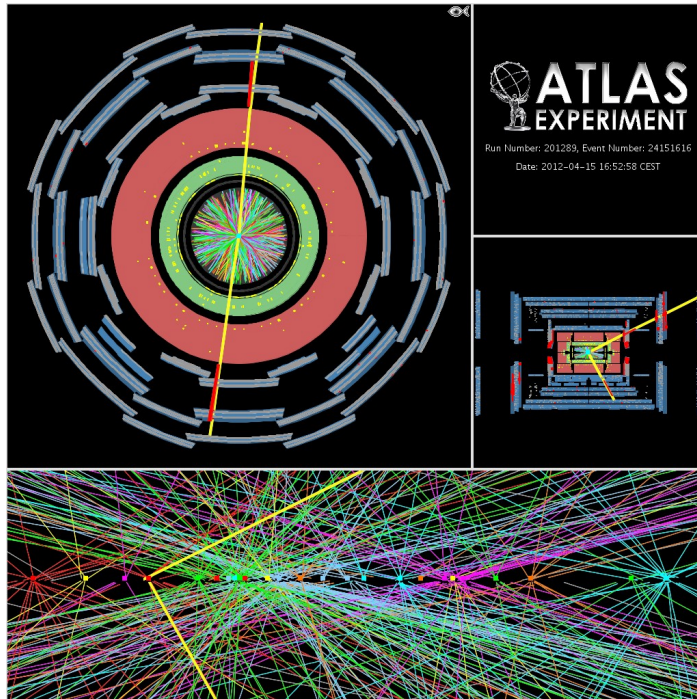 ATLAS
EXPERIMENT
Run Number: 201289, Event Number: 24151616
Date: 2012-04-15 16:52:58 CEST